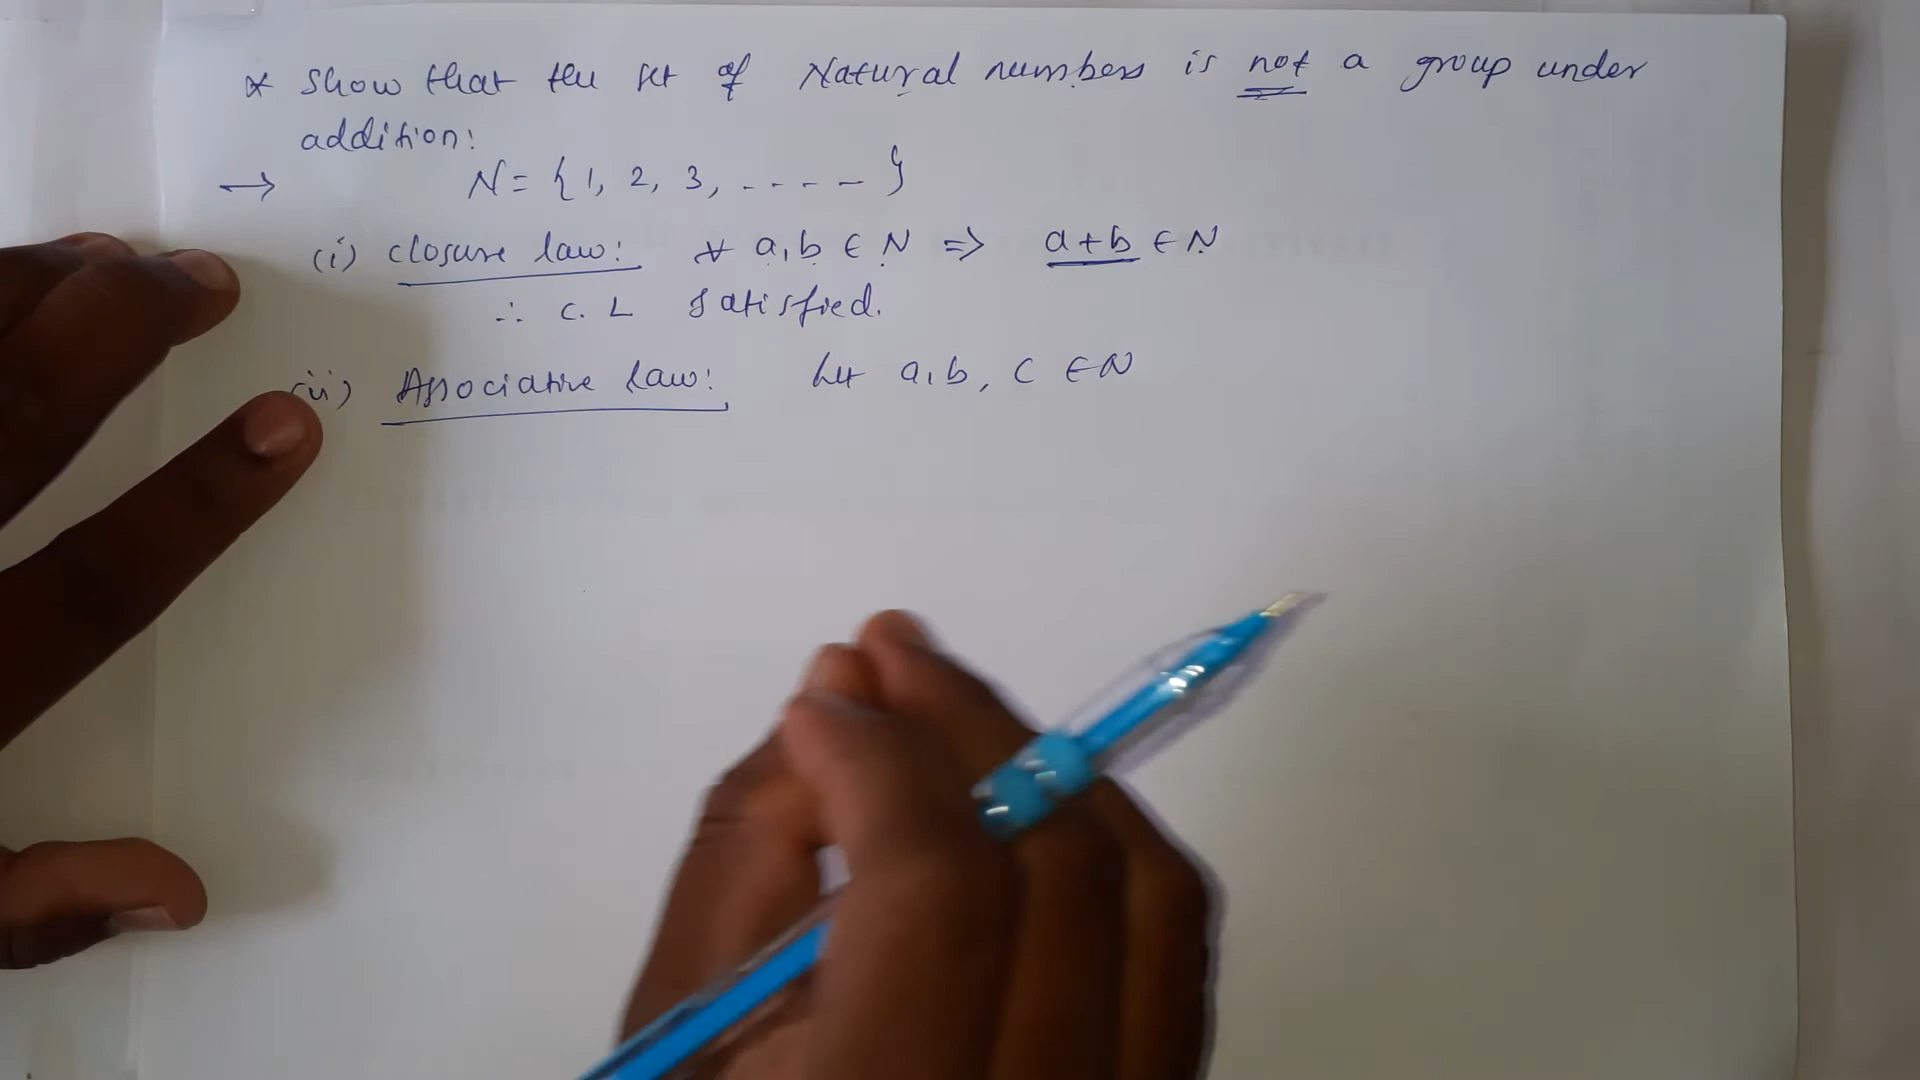 * Show that the set of Natural numbers is not a group under
addition:
→ N = {1, 2, 3, ----- }
(i) closure law: ∀ a, b ∈ N ⇒ a+b ∈ N
∴ C. L satisfied.
(ii) Associative law: Let a, b, c ∈ N